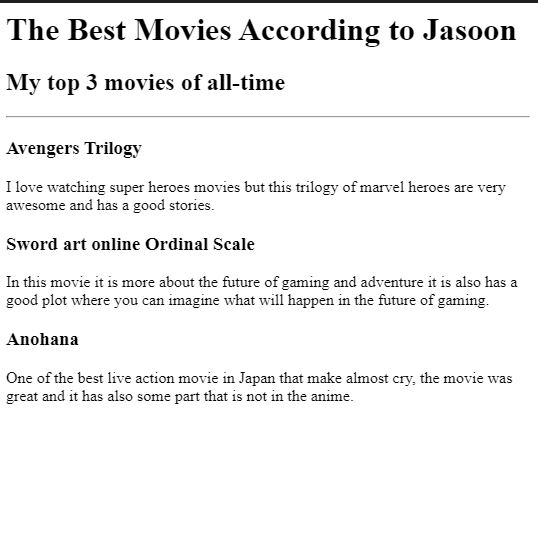 The Best Movies According to Jasoon
My top 3 movies of all-time
Avengers Trilogy
I love watching super heroes movies but this trilogy of marvel heroes are very
awesome and has a good stories.
Sword art online Ordinal Scale
In this movie it is more about the future of gaming and adventure it is also has a
good plot where you can imagine what will happen in the future of gaming.
Anohana
One of the best live action movie in Japan that make almost cry, the movie was
great and it has also some part that is not in the anime.